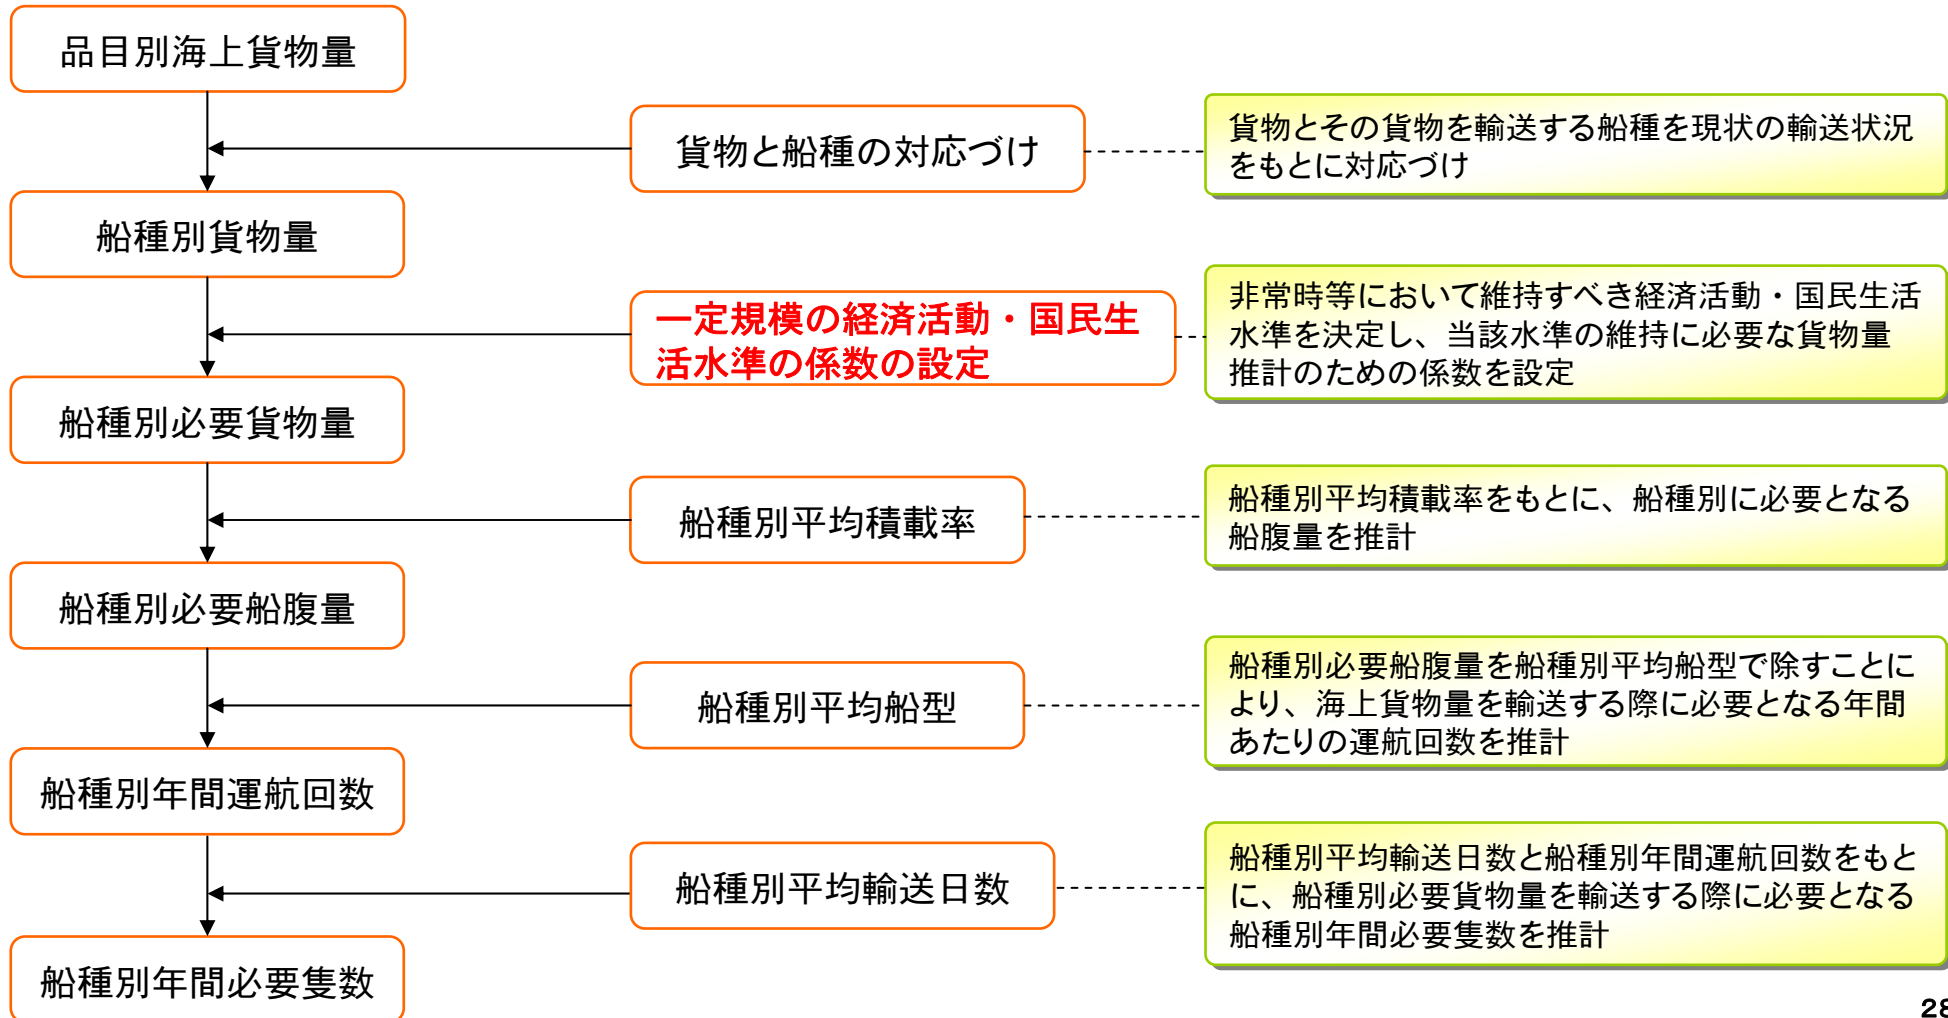 品目別海上貨物量
貨物と船種の対応づけ
貨物とその貨物を輸送する船種を現状の輸送状況
をもとに対応づけ
船種別貨物量
一定規模の経済活動・国民生
活水準の係数の設定
非常時等において維持すべき経済活動・国民生活
水準を決定し、当該水準の維持に必要な貨物量
推計のための係数を設定
船種別必要貨物量
船種別平均積載率
船種別平均積載率をもとに、船種別に必要となる
船腹量を推計
船種別必要船腹量
船種別平均船型
船種別必要船腹量を船種別平均船型で除すことに
より、海上貨物量を輸送する際に必要となる年間
あたりの運航回数を推計
船種別年間運航回数
船種別平均輸送日数
船種別平均輸送日数と船種別年間運航回数をもと
に、船種別必要貨物量を輸送する際に必要となる
船種別年間必要隻数を推計
船種別年間必要隻数
28